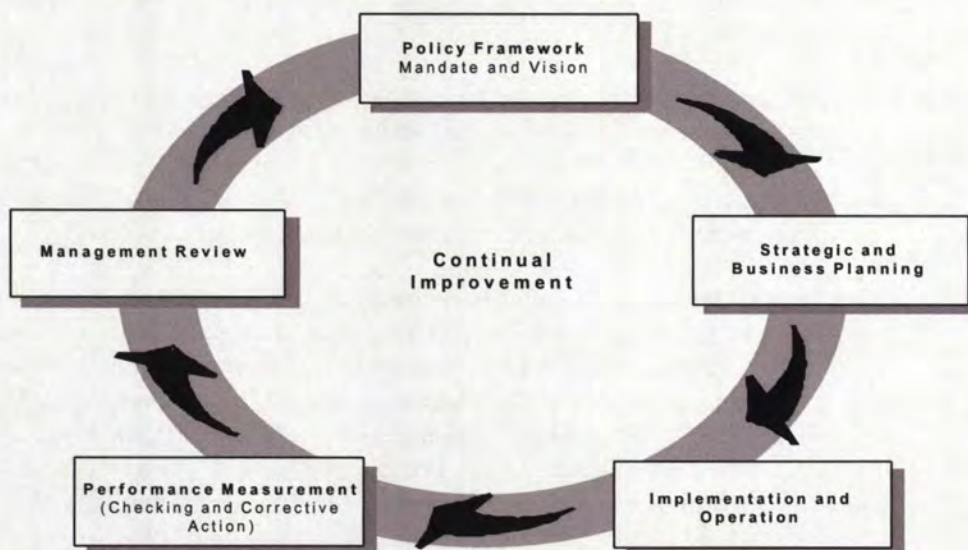 Policy Framework
Mandate and Vision
Management Review
Continual
Improvement
Strategic and
Business Planning
Performance Measurement
(Checking and Corrective
Action)
Implementation and
Operation